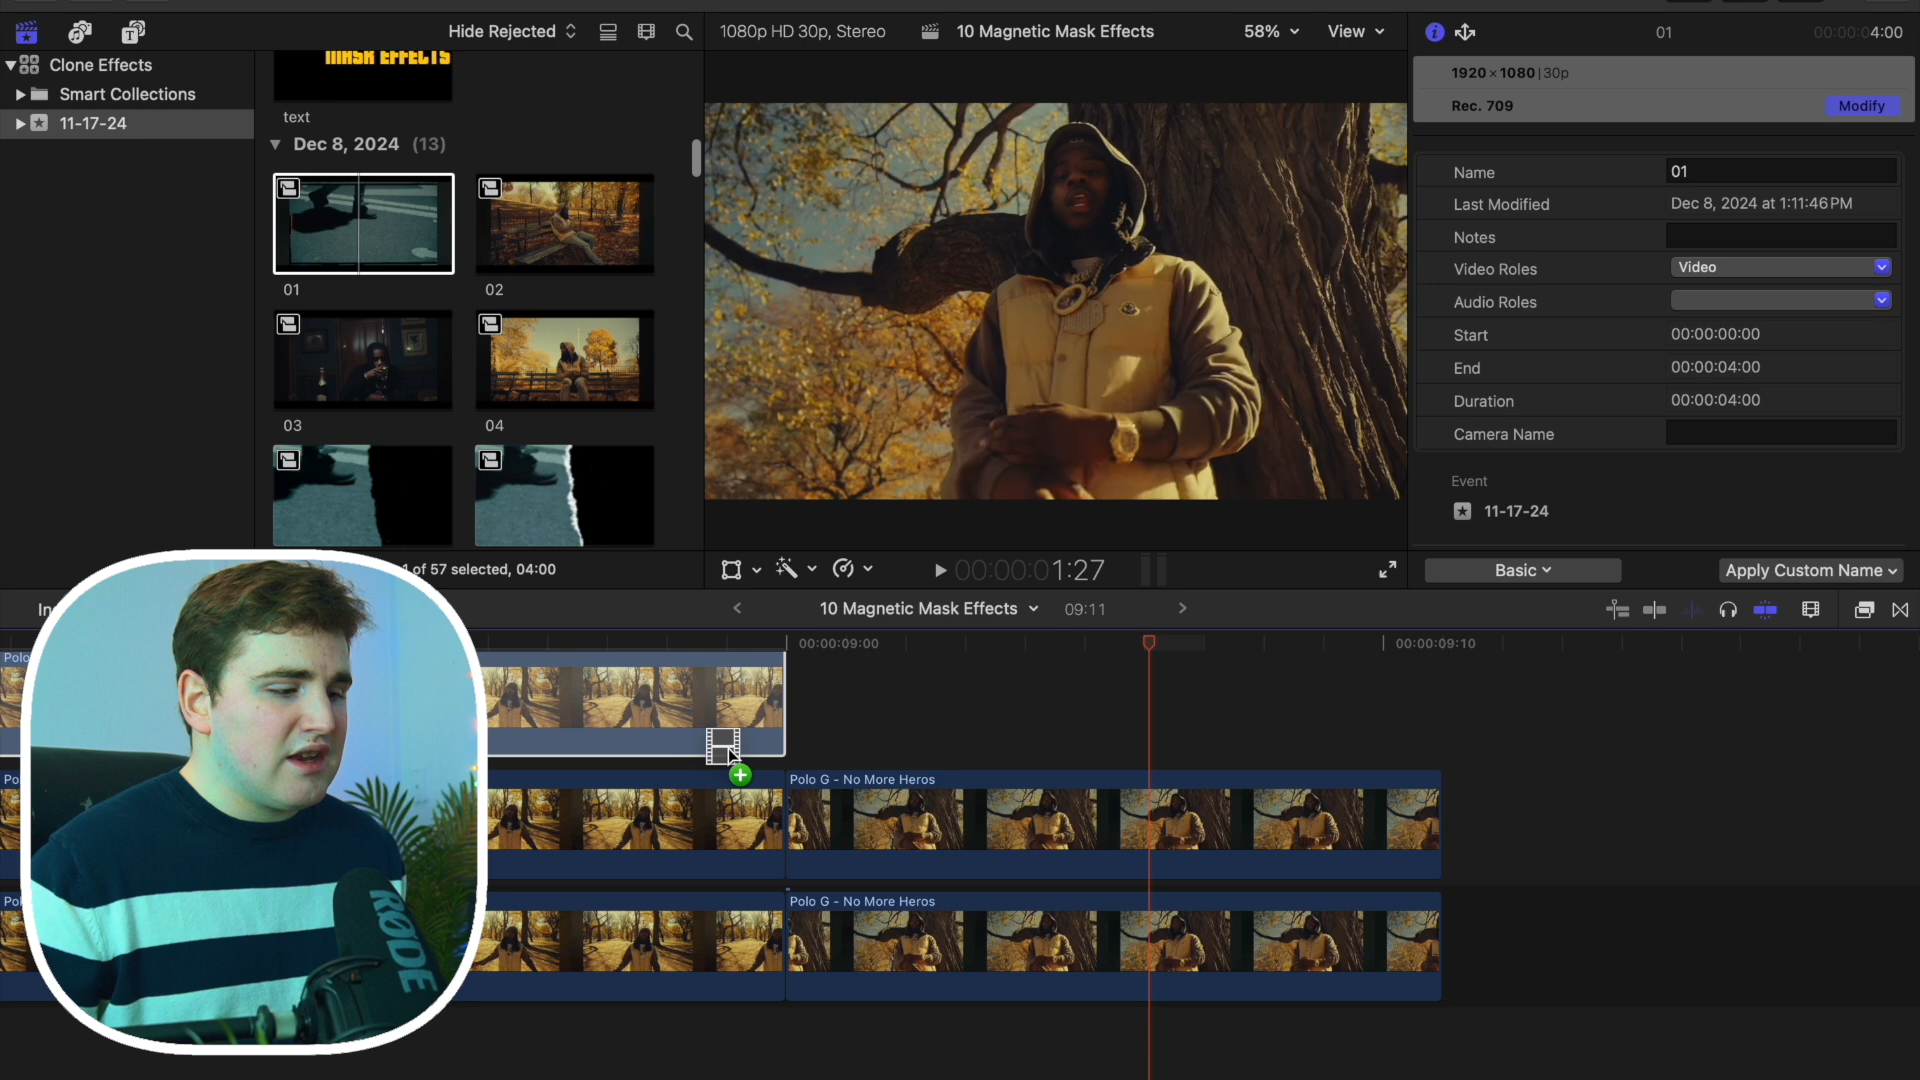 Hide Rejected
1080p HD 30p, Stereo
10 Magnetic Mask Effects
58%
View
01
00:00:04:00
Clone Effects
MASK EFFECTS
1920 × 1080 | 30p
Smart Collections
Rec. 709
Modify
text
11-17-24
Dec 8, 2024 (13)
Name
01
Last Modified
Dec 8, 2024 at 1:11:46 PM
Notes
Video Roles
Video
01
02
Audio Roles
Start
00:00:00:00
End
00:00:04:00
Duration
00:00:04:00
03
04
Camera Name
Event
11-17-24
of 57 selected, 04:00
00:00:01:27
Basic
Apply Custom Name
In
10 Magnetic Mask Effects
09:11
00:00:09:00
00:00:09:10
Polo
Po
Polo G - No More Heros
Pol
Polo G - No More Heros
RØDE